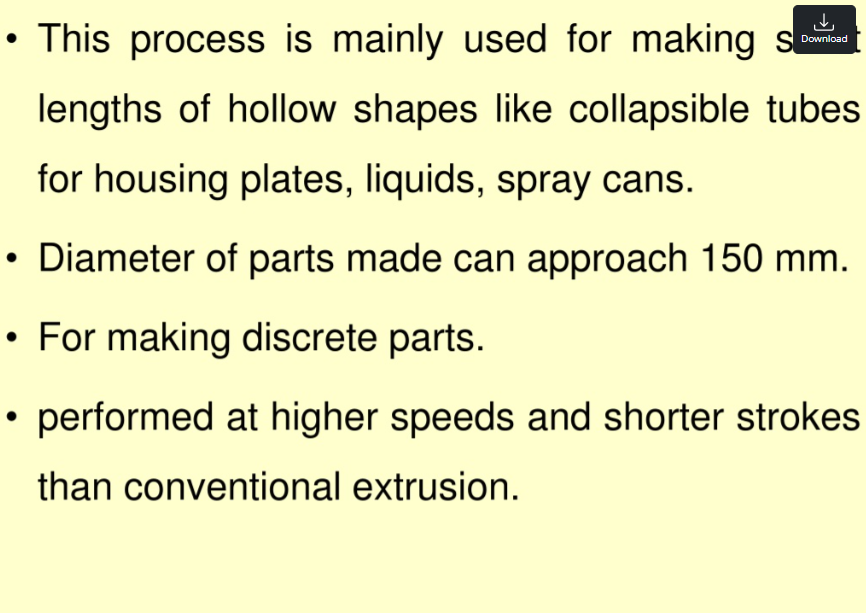 • This process is mainly used for making
Download
lengths of hollow shapes like collapsible tubes
for housing plates, liquids, spray cans.
• Diameter of parts made can approach 150 mm.
• For making discrete parts.
• performed at higher speeds and shorter strokes
than conventional extrusion.